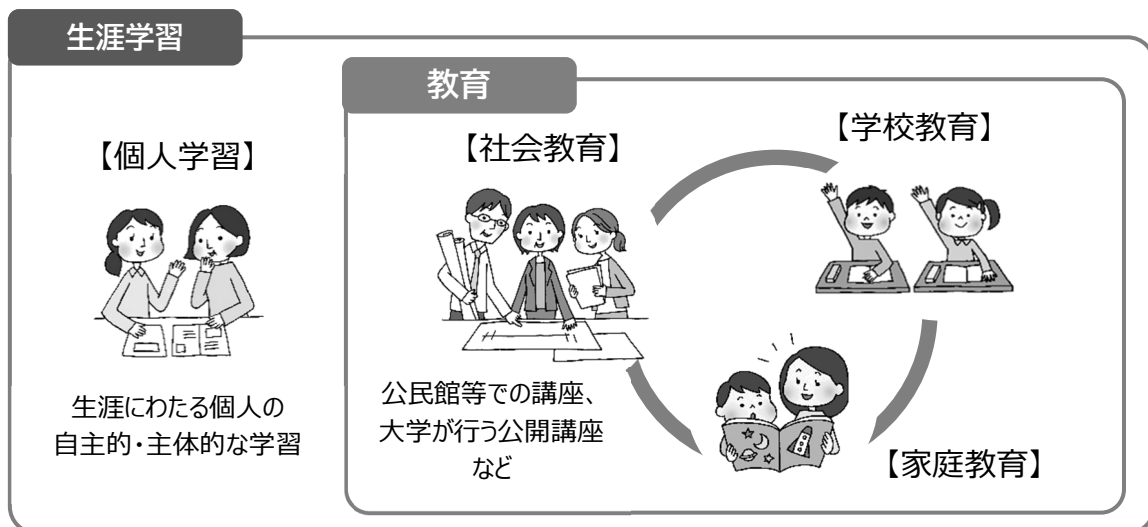 生涯学習
教育
【個人学習】
生涯にわたる個人の
自主的・主体的な学習
【社会教育】
公民館等での講座、
大学が行う公開講座
など
【学校教育】
【家庭教育】